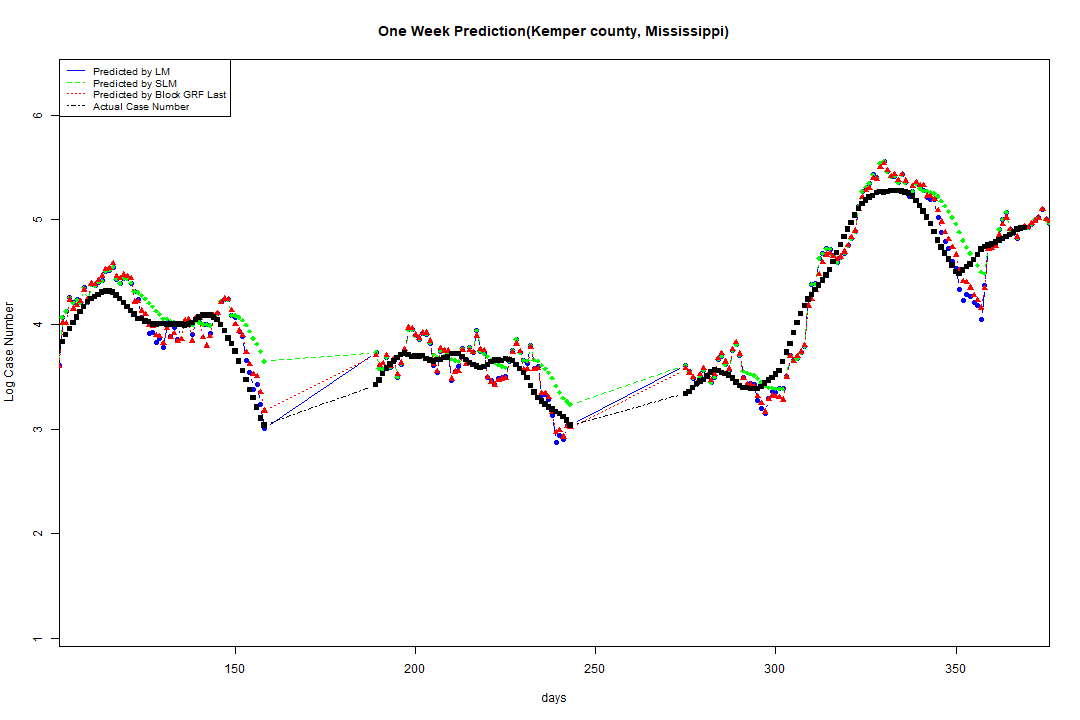 One Week Prediction(Kemper county, Mississippi)
Predicted by LM
Predicted by SLM
Predicted by Block GRF Last
Actual Case Number
6
5
4
3
2
1
Log Case Number
150 200 250 300 350
days